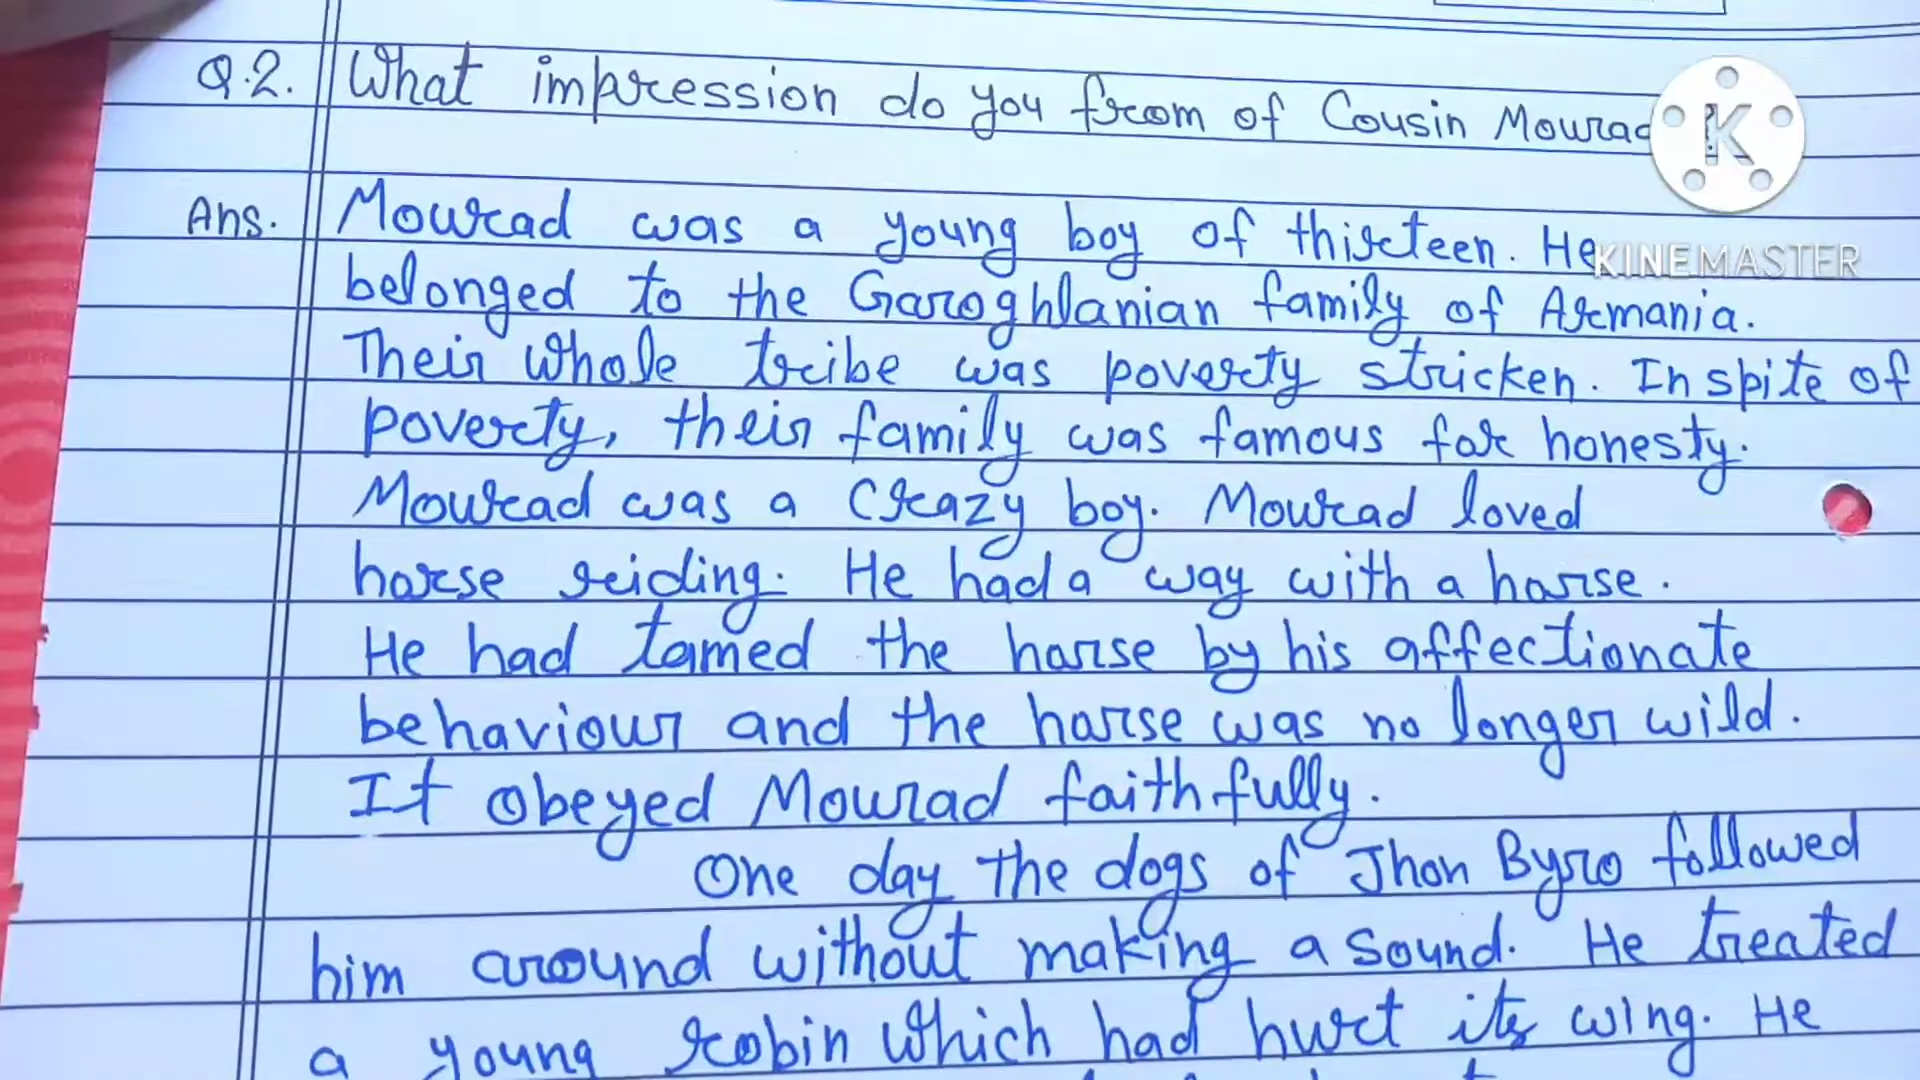 Q.2. What impression do you from of Cousin Mourad
Ans. Mourad was a young boy of thirteen. He
KINEMASTER
belonged to the Garoghlanian family of Armania.
Their whole tribe was poverty stricken. In spite of
poverty, their family was famous for honesty.
Mourad was a Crazy boy. Mourad loved
horse riding. He had a way with a horse.
He had tamed the horse by his affectionate
behaviour and the horse was no longer wild.
It obeyed Mourad faithfully.
One day the dogs of Jhon Byro followed
him around without making a sound. He treated
a young robin which had hurt its wing. He